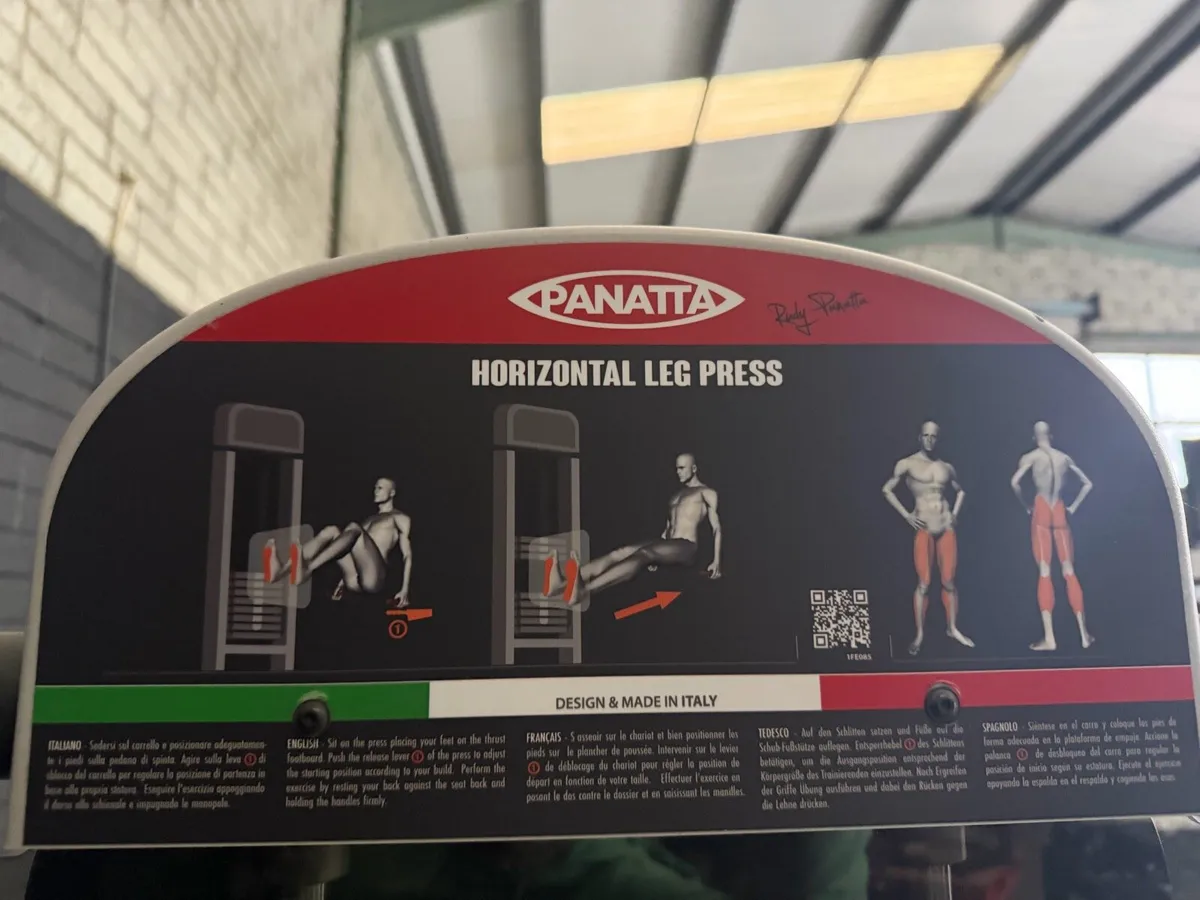 PANATTA
Rudy Panatta
HORIZONTAL LEG PRESS
1
1FE085
DESIGN & MADE IN ITALY
ITALIANO - Sedersi sul carrello e posizionare adeguatamen-
te i piedi sulla pedana di spinta. Agire sulla leva 1 di
sblocco del carrello per regolare la posizione di partenza in
base alla propria statura. Eseguire l'esercizio appoggiando
il dorso allo schienale e impugnando le manopole.
ENGLISH - Sit on the press placing your feet on the thrust
footboard. Push the release lover 1 of the press to adjust
the starting position according to your build. Perform the
exercise by resting your back against the seat back and
holding the handles firmly.
FRANÇAIS - S asseoir sur le chariot et bien positionner les
pieds sur le plancher de poussée. Intervenir sur le levier
1 de déblocage du chariot pour régler la position de
départ en fonction de votre taille. Effectuer l'exercice en
posant le dos contre le dossier et en saisissant les mancles.
TEDESCO - Auf den Schlitten setzen und Füße auf die
Schub-Fußstütze auflegen. Entsperrhebel 1 des Schlittens
betätigen, um die Ausgangsposition entsprechend der
Körpergröße des Trainierenden einzustellen. Nach Ergreifen
der Griffe Übung ausführen und dabei den Rücken gegen
die Lehne drücken.
SPAGNOLO - Siéntese en el carro y coloque los pies de
forma adecuada en la plataforma de empuje. Accione la
palanca 1 de desbloqueo del carro para regular la
posición de inicio según su estatura. Ejecute el ejercicio
apoyando la espalda en el respaldo y cogiendo las asas.